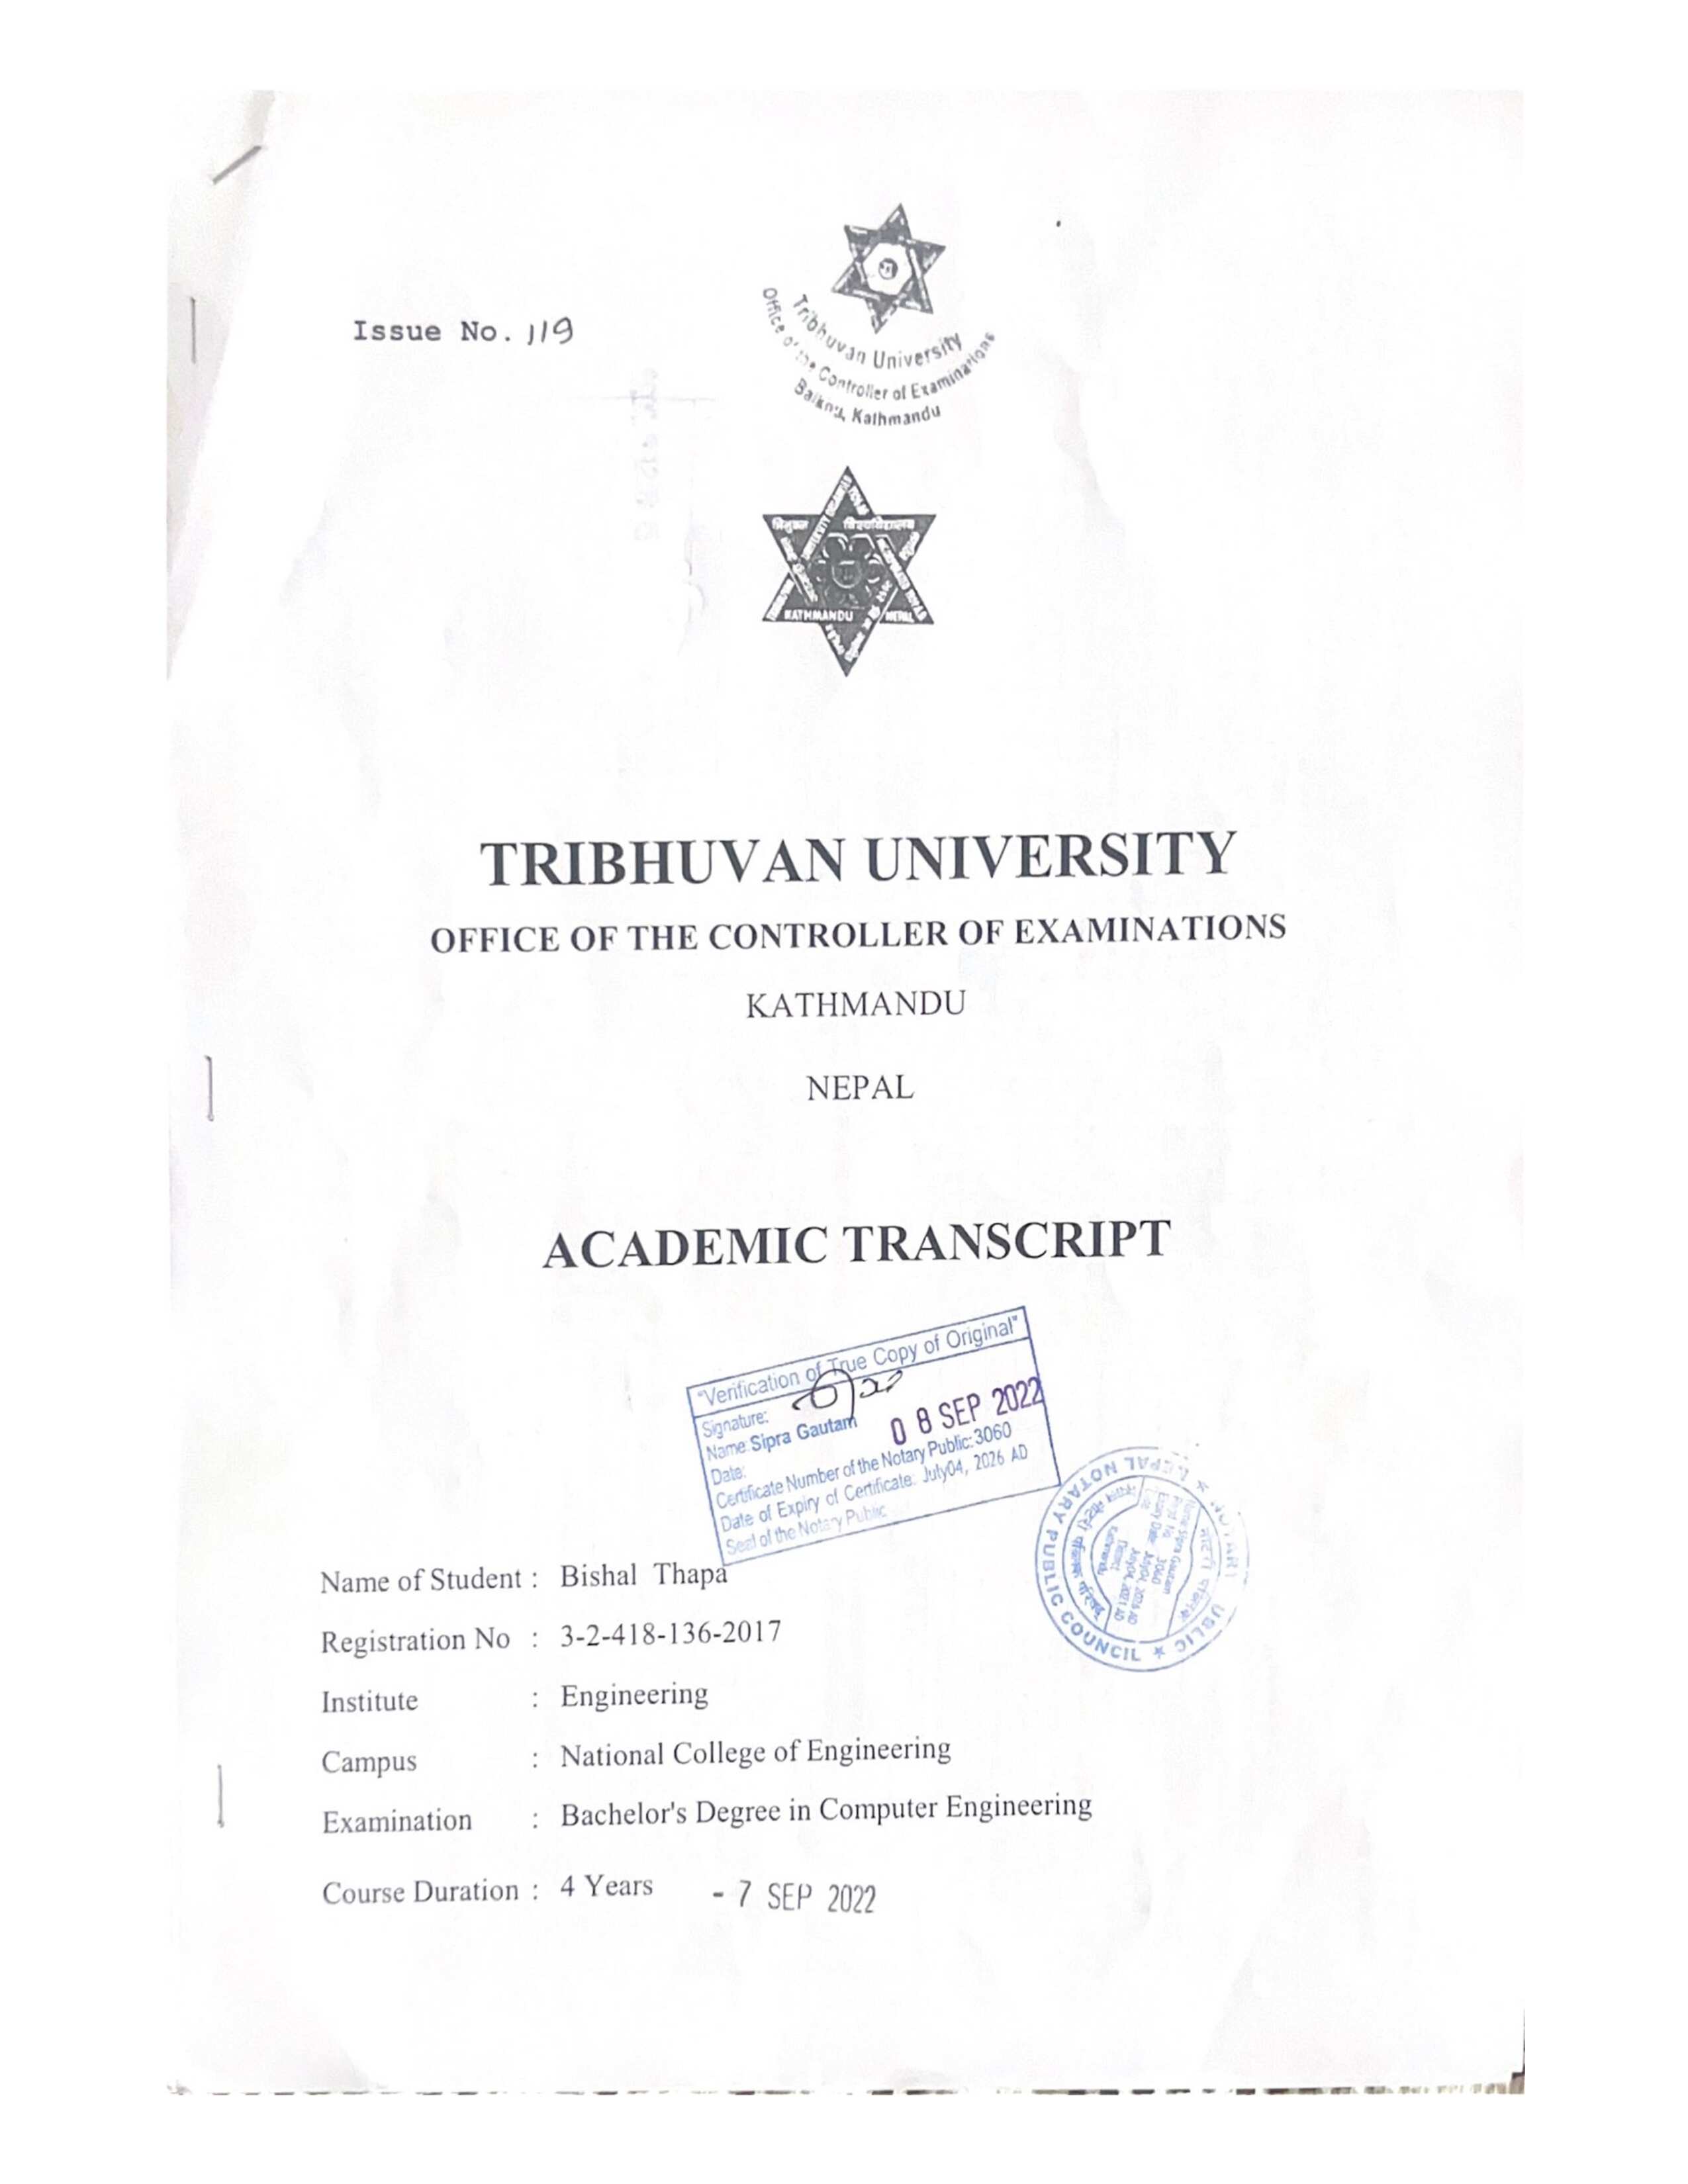 Issue No. 119
Tribhuvan University
Office of the Controller of Examinations
Balkhu, Kathmandu
त्रिभुवन विश्वविद्यालय
KATHMANDU NEPAL
TRIBHUVAN UNIVERSITY
OFFICE OF THE CONTROLLER OF EXAMINATIONS
KATHMANDU
NEPAL
ACADEMIC TRANSCRIPT
"Verification of True Copy of Original"
Signature:
Name: Sipra Gautam
Date: 08 SEP 2022
Certificate Number of the Notary Public: 3060
Date of Expiry of Certificate: July04, 2026 AD
Seal of the Notary Public
NEPAL NOTARY PUBLIC COUNCIL ★
Name of Student : Bishal Thapa
Registration No : 3-2-418-136-2017
Institute : Engineering
Campus : National College of Engineering
Examination : Bachelor's Degree in Computer Engineering
Course Duration : 4 Years - 7 SEP 2022